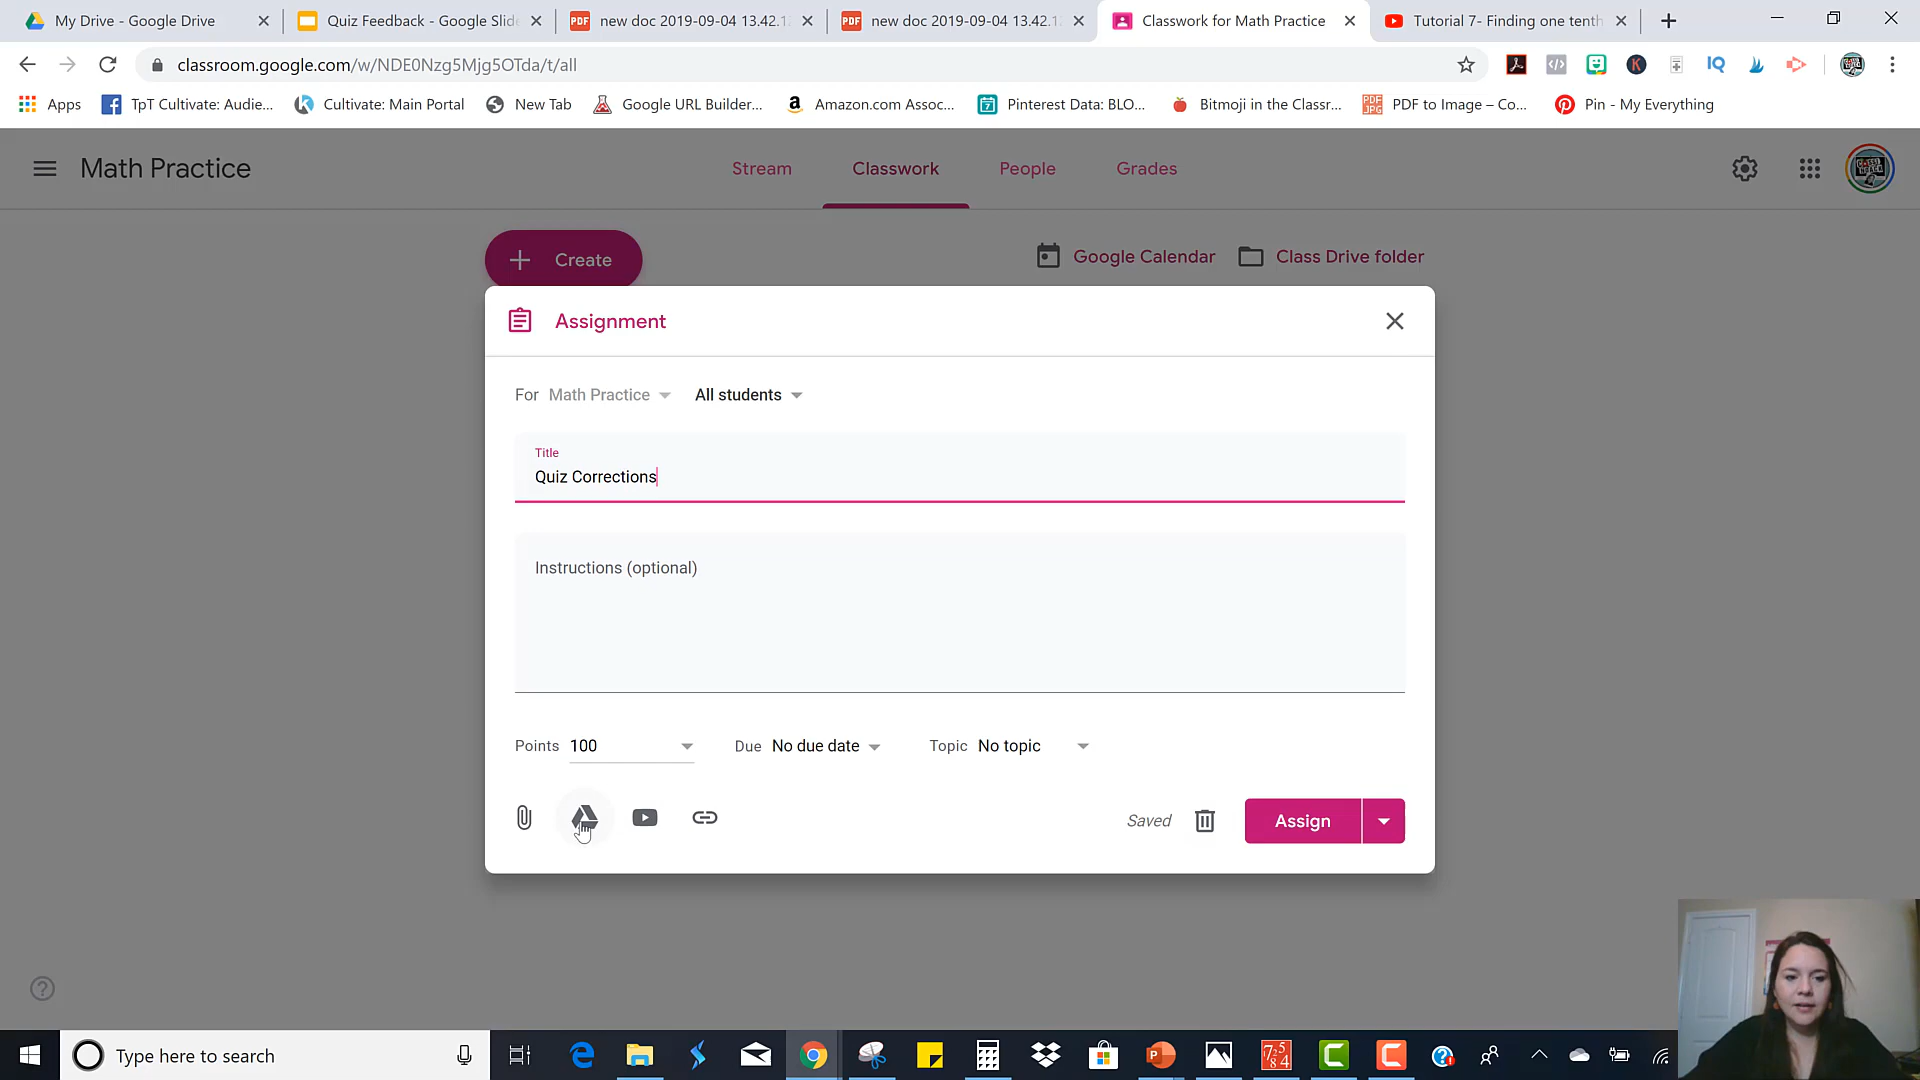 My Drive - Google Drive
Quiz Feedback - Google Slide
PDF new doc 2019-09-04 13.42.1
PDF new doc 2019-09-04 13.42.1
Classwork for Math Practice
Tutorial 7- Finding one tenth
classroom.google.com/w/NDE0Nzg5Mjg5OTda/t/all
Apps
TpT Cultivate: Audie...
Cultivate: Main Portal
New Tab
Google URL Builder...
Amazon.com Assoc...
Pinterest Data: BLO...
Bitmoji in the Classr...
PDF to Image – Co...
Pin - My Everything
Math Practice
Stream
Classwork
People
Grades
Create
Google Calendar
Class Drive folder
Assignment
For Math Practice
All students
Title
Quiz Corrections
Instructions (optional)
Points 100
Due No due date
Topic No topic
Saved
Assign
Type here to search